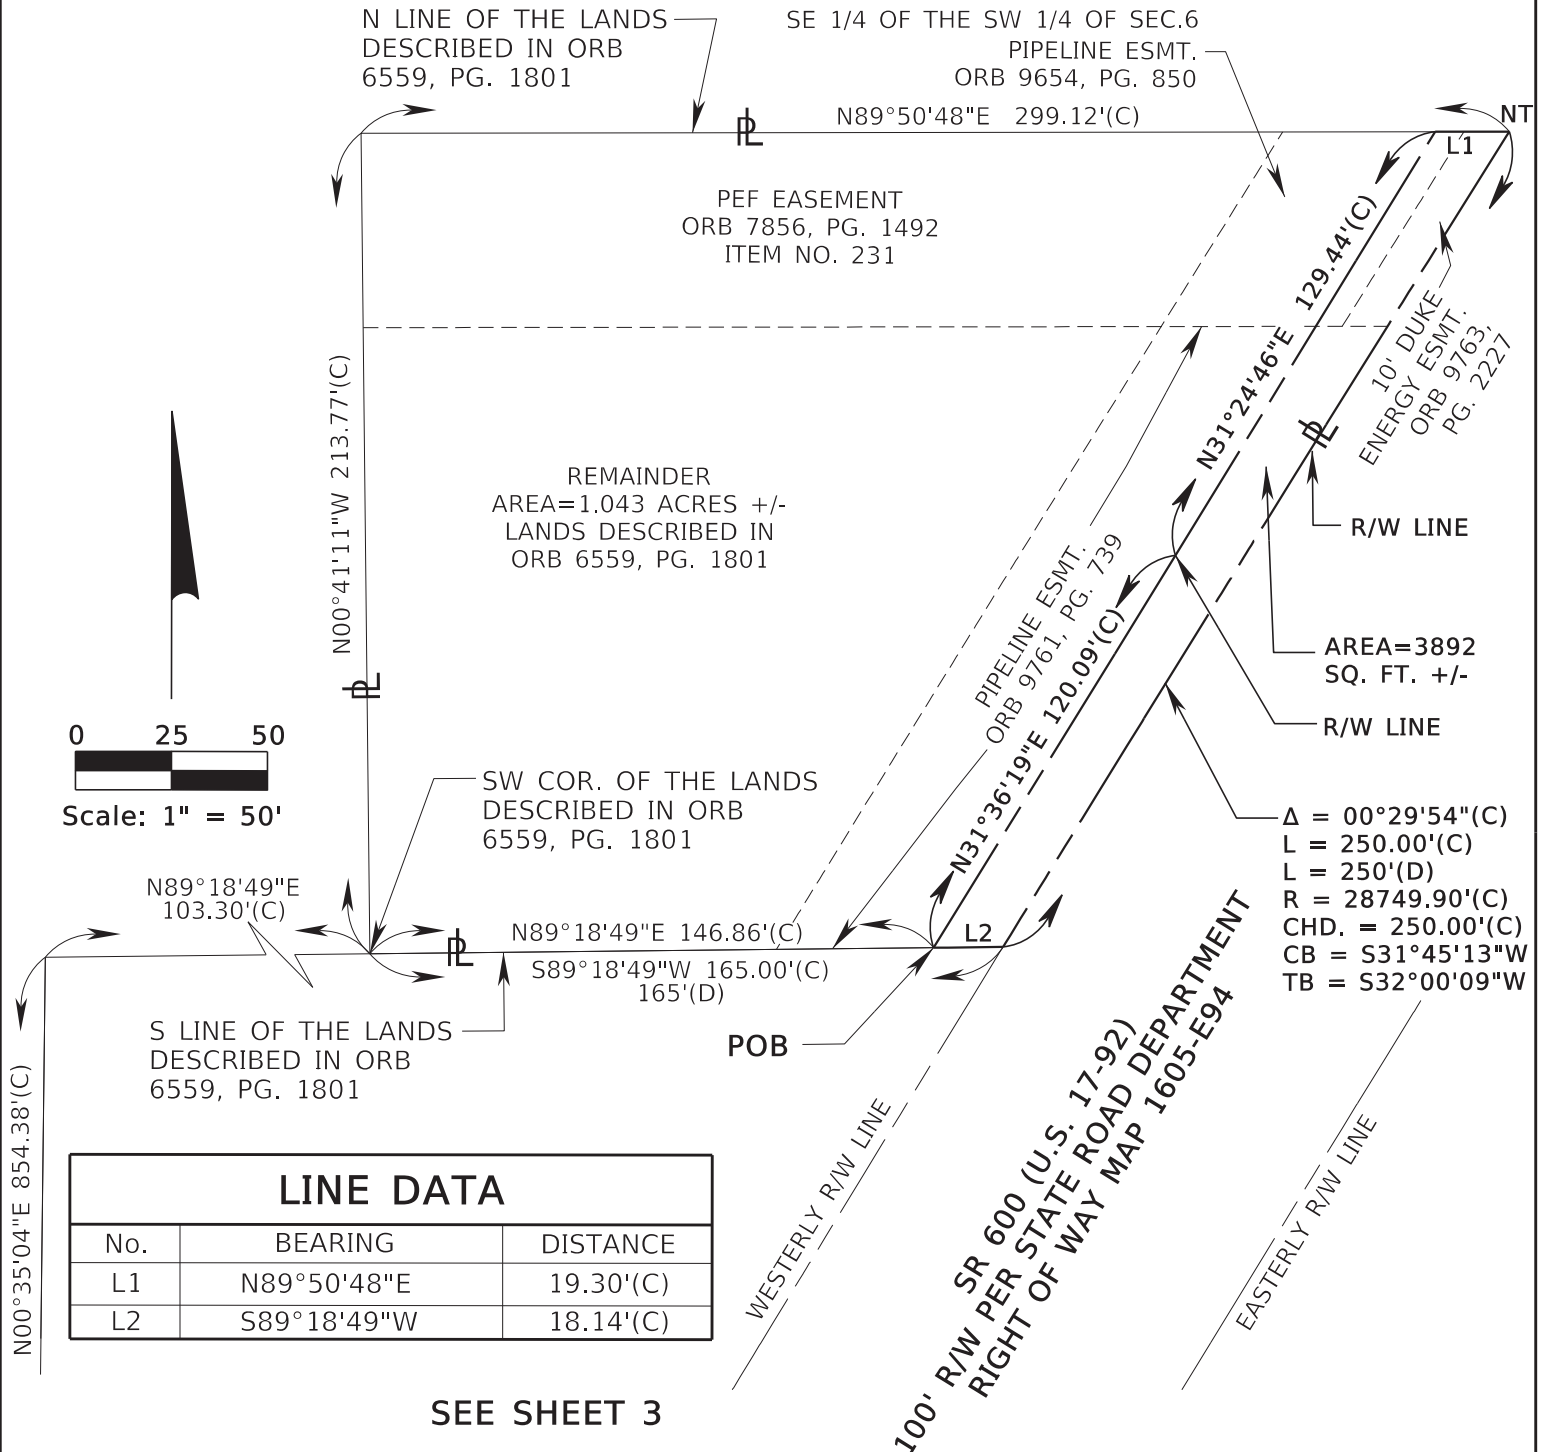 N LINE OF THE LANDS
DESCRIBED IN ORB
6559, PG. 1801
SE 1/4 OF THE SW 1/4 OF SEC.6
PIPELINE ESMT.
ORB 9654, PG. 850
N89°50'48"E 299.12'(C)
PL
NT
L1
PEF EASEMENT
ORB 7856, PG. 1492
ITEM NO. 231
N31°24'46"E 129.44'(C)
10' DUKE
ENERGY ESMT.
ORB 9763,
PG. 2227
PL
N00°41'11"W 213.77'(C)
PL
REMAINDER
AREA=1.043 ACRES +/-
LANDS DESCRIBED IN
ORB 6559, PG. 1801
R/W LINE
PIPELINE ESMT.
ORB 9761, PG. 739
N31°36'19"E 120.09'(C)
AREA=3892
SQ. FT. +/-
R/W LINE
0 25 50
Scale: 1" = 50'
SW COR. OF THE LANDS
DESCRIBED IN ORB
6559, PG. 1801
Δ = 00°29'54"(C)
L = 250.00'(C)
L = 250'(D)
R = 28749.90'(C)
CHD. = 250.00'(C)
CB = S31°45'13"W
TB = S32°00'09"W
N89°18'49"E
103.30'(C)
PL
N89°18'49"E 146.86'(C)
L2
S89°18'49"W 165.00'(C)
165'(D)
S LINE OF THE LANDS
DESCRIBED IN ORB
6559, PG. 1801
POB
N00°35'04"E 854.38'(C)
WESTERLY R/W LINE
SR 600 (U.S. 17-92)
100' R/W PER STATE ROAD DEPARTMENT
RIGHT OF WAY MAP 1605-E94
EASTERLY R/W LINE
LINE DATA
No. BEARING DISTANCE
L1 N89°50'48"E 19.30'(C)
L2 S89°18'49"W 18.14'(C)
SEE SHEET 3